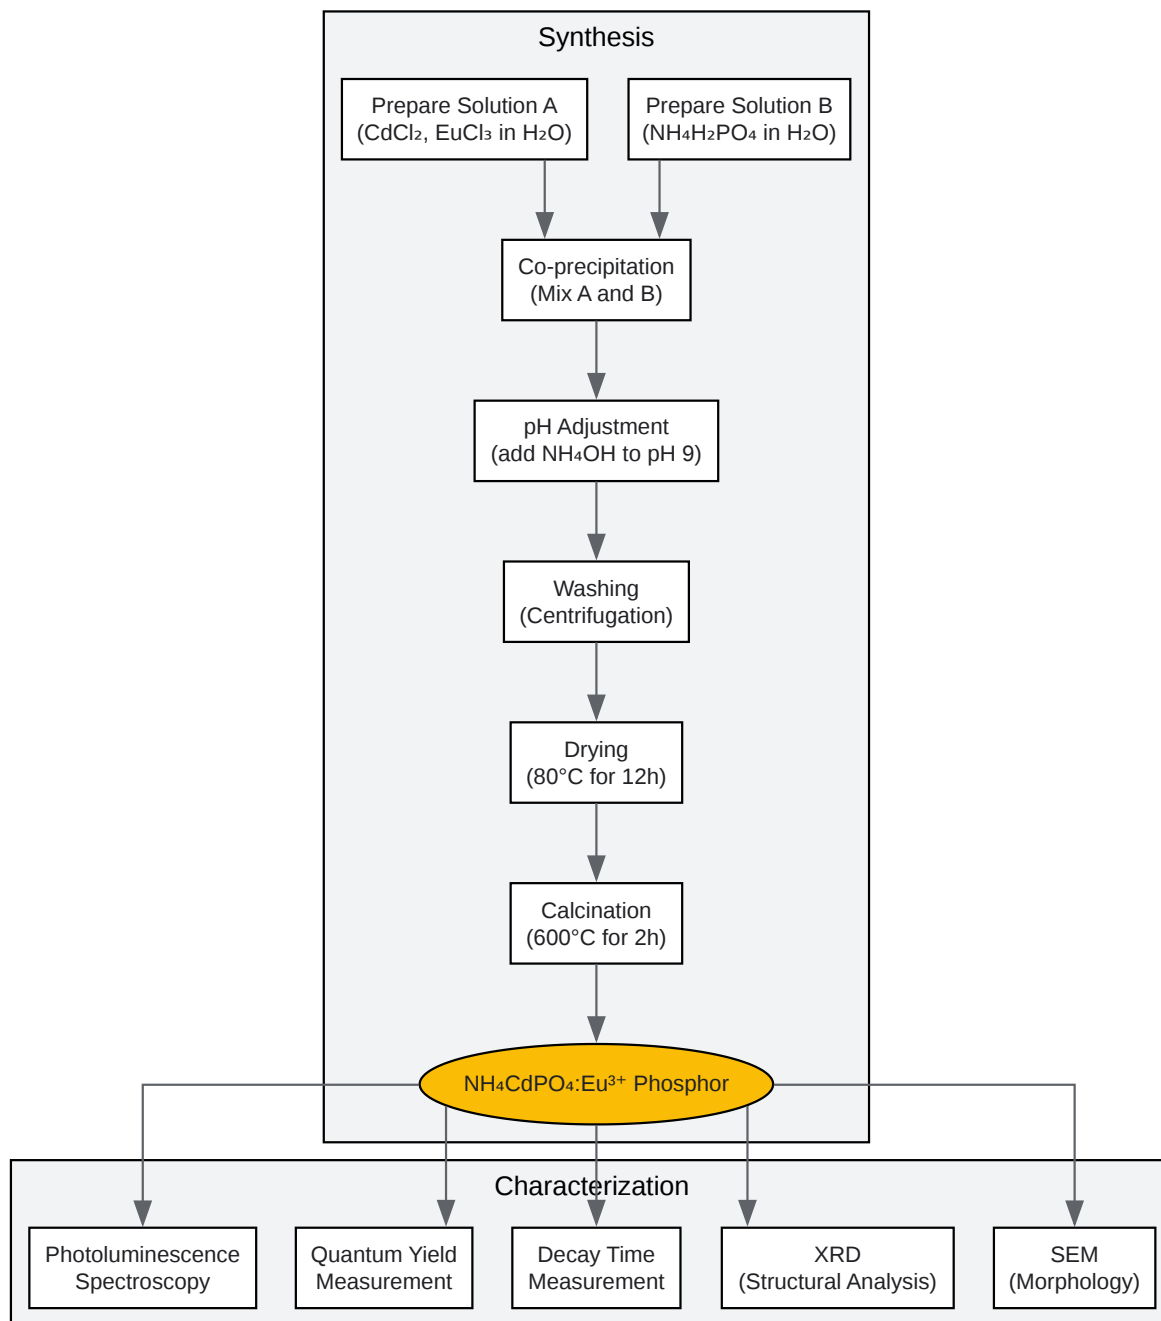 Synthesis
Prepare Solution A
(CdCl₂, EuCl₃ in H₂O)
Prepare Solution B
(NH₄H₂PO₄ in H₂O)
Co-precipitation
(Mix A and B)
pH Adjustment
(add NH₄OH to pH 9)
Washing
(Centrifugation)
Drying
(80°C for 12h)
Calcination
(600°C for 2h)
NH₄CdPO₄:Eu³⁺ Phosphor
Characterization
Photoluminescence
Spectroscopy
Quantum Yield
Measurement
Decay Time
Measurement
XRD
(Structural Analysis)
SEM
(Morphology)